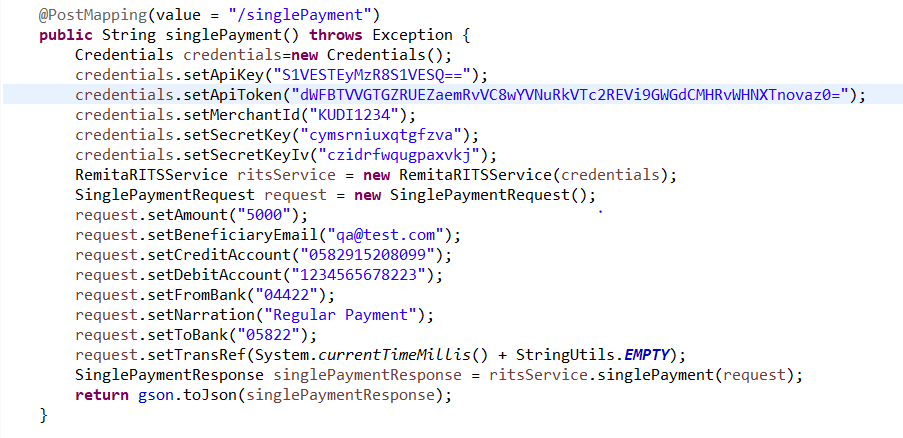 @PostMapping(value = "/singlePayment")
public String singlePayment() throws Exception {
Credentials credentials=new Credentials();
credentials.setApiKey("S1VESTEyMzR8S1VESQ==");
credentials.setApiToken("dWFBTVVGTGZRUEZaemRvVC8wYVNuRkVTc2REVi9GWGdCMHRvWHNXTnovaz0=");
credentials.setMerchantId("KUDI1234");
credentials.setSecretKey("cymsrniuxqtgfzva");
credentials.setSecretKeyIv("czidrfwqugpaxvkj");
RemitaRITSService ritsService = new RemitaRITSService(credentials);
SinglePaymentRequest request = new SinglePaymentRequest();
request.setAmount("5000");
request.setBeneficiaryEmail("qa@test.com");
request.setCreditAccount("0582915208099");
request.setDebitAccount("1234565678223");
request.setFromBank("04422");
request.setNarration("Regular Payment");
request.setToBank("05822");
request.setTransRef(System.currentTimeMillis() + StringUtils.EMPTY);
SinglePaymentResponse singlePaymentResponse = ritsService.singlePayment(request);
return gson.toJson(singlePaymentResponse);
}